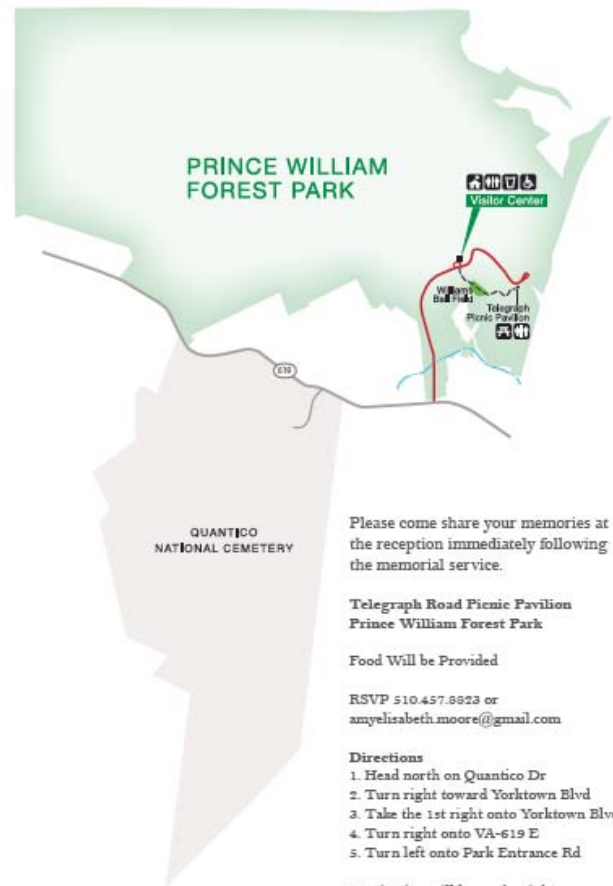 PRINCE WILLIAM
FOREST PARK
Visitor Center
Williams
Ball Field
Telegraph
Picnic Pavilion
619
QUANTICO
NATIONAL CEMETERY
Please come share your memories at
the reception immediately following
the memorial service.
Telegraph Road Picnic Pavilion
Prince William Forest Park
Food Will be Provided
RSVP 510.457.8823 or
amyelisabeth.moore@gmail.com
Directions
1. Head north on Quantico Dr
2. Turn right toward Yorktown Blvd
3. Take the 1st right onto Yorktown Blv
4. Turn right onto VA-619 E
5. Turn left onto Park Entrance Rd